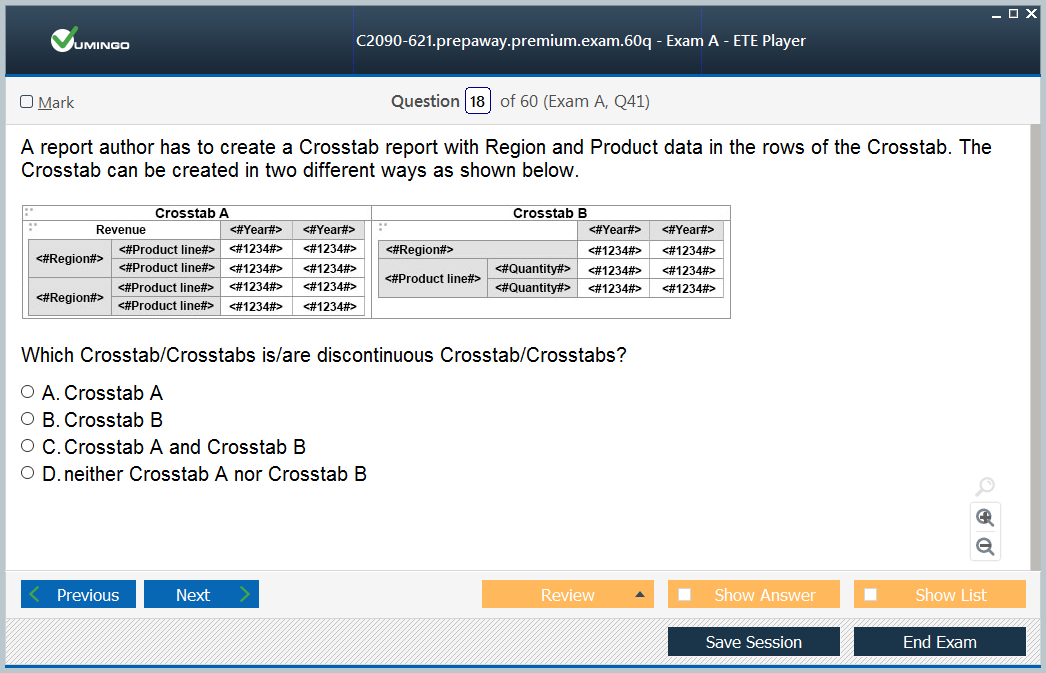 VUMINGO
C2090-621.prepaway.premium.exam.60q - Exam A - ETE Player
Mark
Question 18 of 60 (Exam A, Q41)
A report author has to create a Crosstab report with Region and Product data in the rows of the Crosstab. The
Crosstab can be created in two different ways as shown below.
Crosstab A Crosstab B
Revenue <#Year#> <#Year#> <#Year#> <#Year#>
<#Region#> <#Product line#> <#1234#> <#1234#> <#Region#> <#1234#> <#1234#>
<#Product line#> <#1234#> <#1234#> <#Product line#> <#Quantity#> <#1234#> <#1234#>
<#Region#> <#Product line#> <#1234#> <#1234#> <#Quantity#> <#1234#> <#1234#>
<#Product line#> <#1234#> <#1234#>
Which Crosstab/Crosstabs is/are discontinuous Crosstab/Crosstabs?
A. Crosstab A
B. Crosstab B
C. Crosstab A and Crosstab B
D. neither Crosstab A nor Crosstab B
Previous Next Review Show Answer Show List
Save Session End Exam